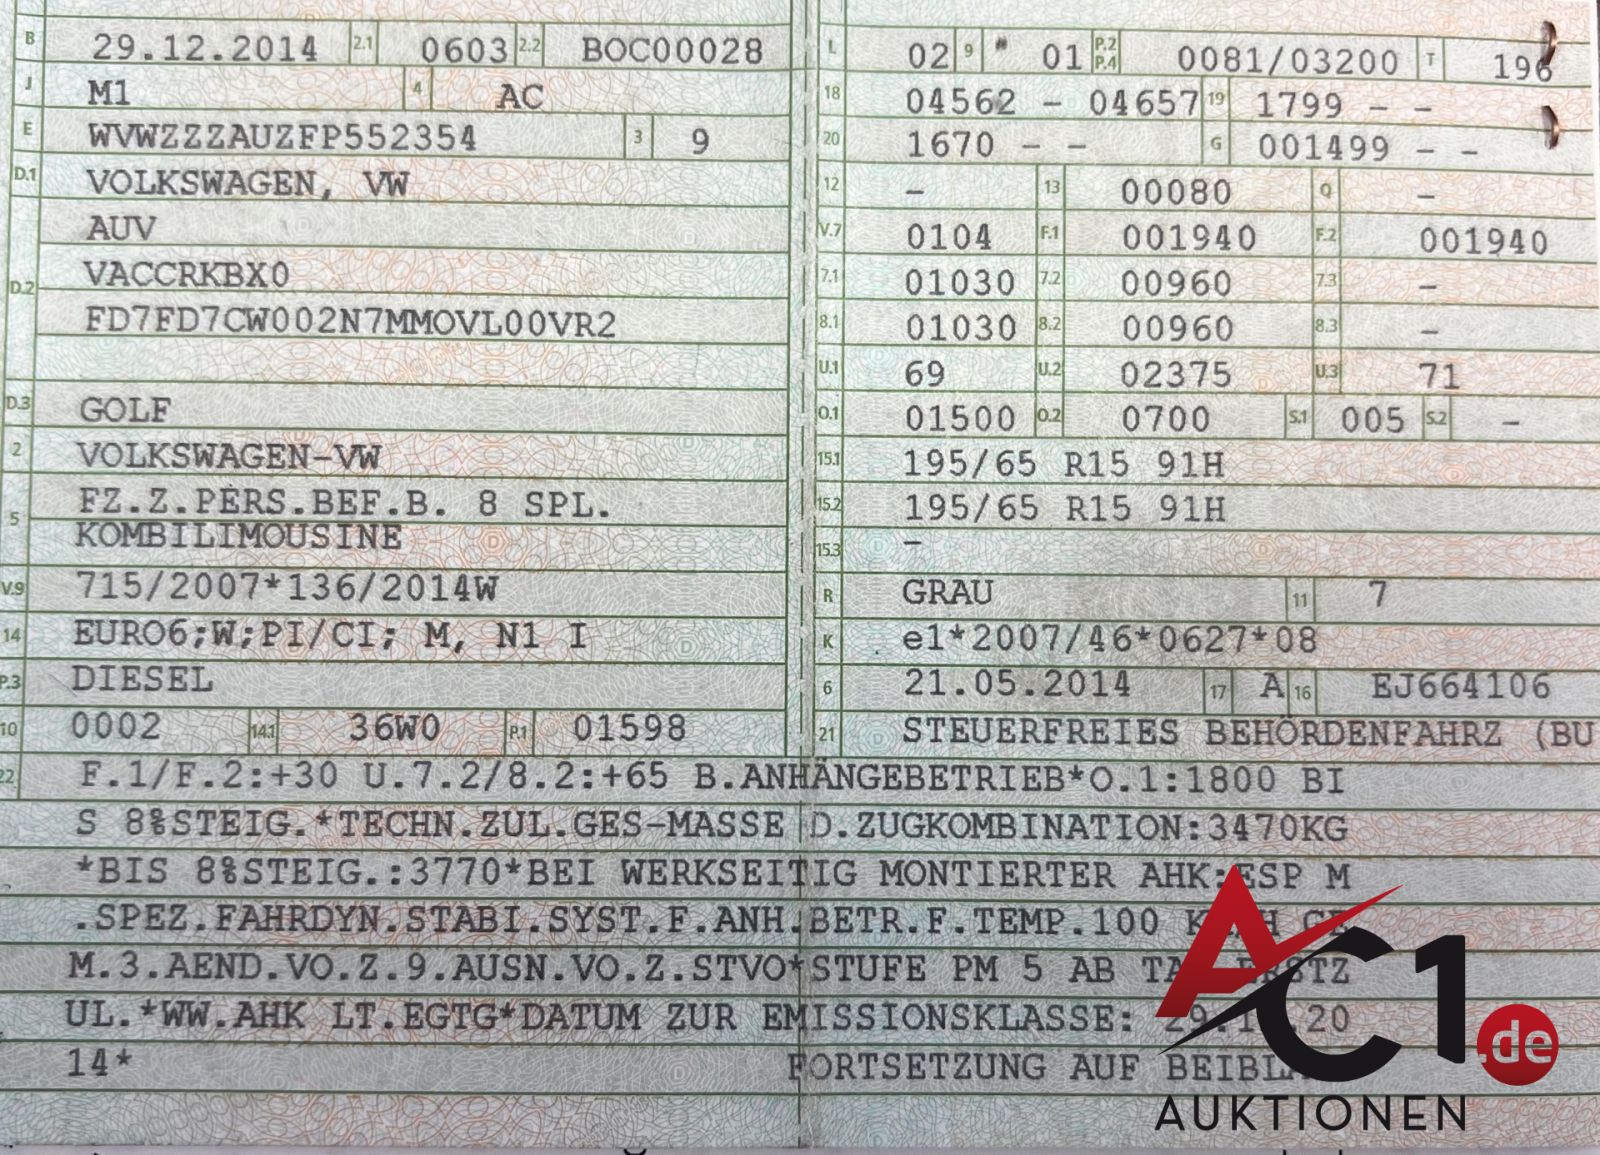 B 29.12.2014 2.1 0603 2.2 BOC00028
J M1 4 AC
E WVWZZZAUZFP552354 3 9
D.1 VOLKSWAGEN, VW
AUV
D.2 VACCRKBX0
FD7FD7CW002N7MMOVL00VR2
D.3 GOLF
2 VOLKSWAGEN-VW
5 FZ.Z.PERS.BEF.B. 8 SPL.
KOMBILIMOUSINE
V.9 715/2007*136/2014W
14 EURO6;W;PI/CI; M, N1 I
P.3 DIESEL
10 0002 14.1 36W0 P.1 01598
L 02 9 * 01 P.2 P.4 0081/03200 T 196
18 04562 - 04657 19 1799 - -
20 1670 - - G 001499 - -
12 - 13 00080 Q -
V.7 0104 F.1 001940 F.2 001940
7.1 01030 7.2 00960 7.3 -
8.1 01030 8.2 00960 8.3 -
U.1 69 U.2 02375 U.3 71
O.1 01500 O.2 0700 S.1 005 S.2 -
15.1 195/65 R15 91H
15.2 195/65 R15 91H
15.3 -
R GRAU 11 7
K e1*2007/46*0627*08
6 21.05.2014 17 A 16 EJ664106
21 STEUERFREIES BEHÖRDENFAHRZ (BU
22 F.1/F.2:+30 U.7.2/8.2:+65 B.ANHÄNGEBETRIEB*O.1:1800 BI
S 8%STEIG.*TECHN.ZUL.GES-MASSE D.ZUGKOMBINATION:3470KG
*BIS 8%STEIG.:3770*BEI WERKSEITIG MONTIERTER AHK:ESP M
.SPEZ.FAHRDYN.STABI.SYST.F.ANH.BETR.F.TEMP.100 GE
M.3.AEND.VO.Z.9.AUSN.VO.Z.STVO*STUFE PM 5 AB
UL.*WW.AHK LT.EGTG*DATUM ZUR EMISSIONSKLASSE: 20
14* FORTSETZUNG AUF
AC1.de
AUKTIONEN